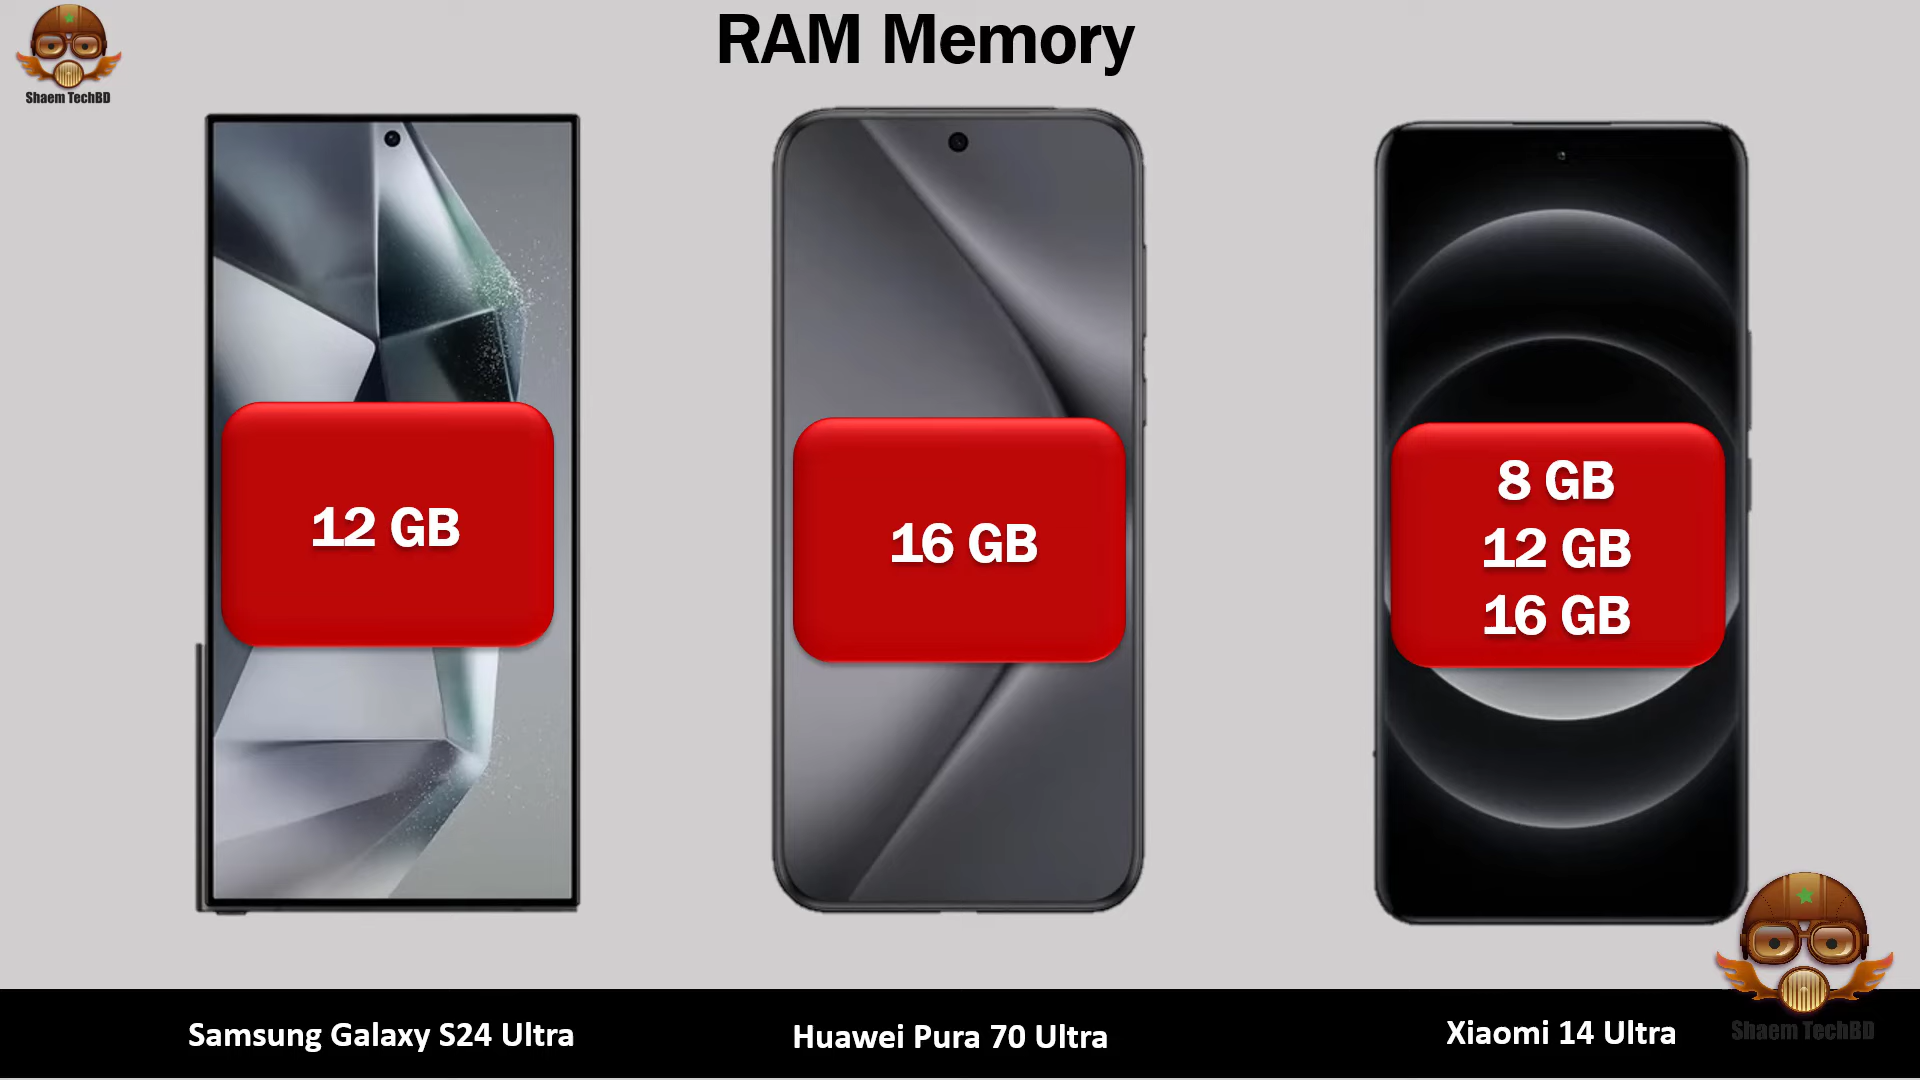 RAM Memory
Shaem TechBD
12 GB
16 GB
8 GB
12 GB
16 GB
Samsung Galaxy S24 Ultra
Huawei Pura 70 Ultra
Xiaomi 14 Ultra
Shaem TechBD